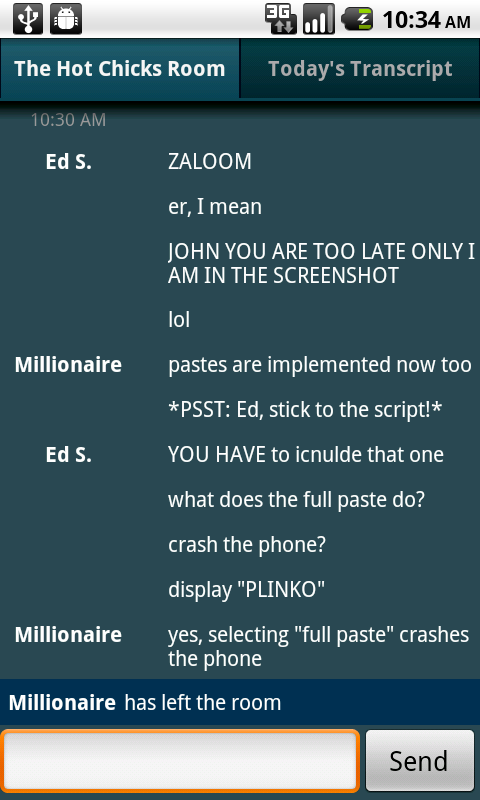 3G
10:34 AM
The Hot Chicks Room
Today's Transcript
10:30 AM
Ed S. ZALOOM
er, I mean
JOHN YOU ARE TOO LATE ONLY I
AM IN THE SCREENSHOT
lol
Millionaire pastes are implemented now too
*PSST: Ed, stick to the script!*
Ed S. YOU HAVE to icnulde that one
what does the full paste do?
crash the phone?
display "PLINKO"
Millionaire yes, selecting "full paste" crashes
the phone
Millionaire has left the room
Send